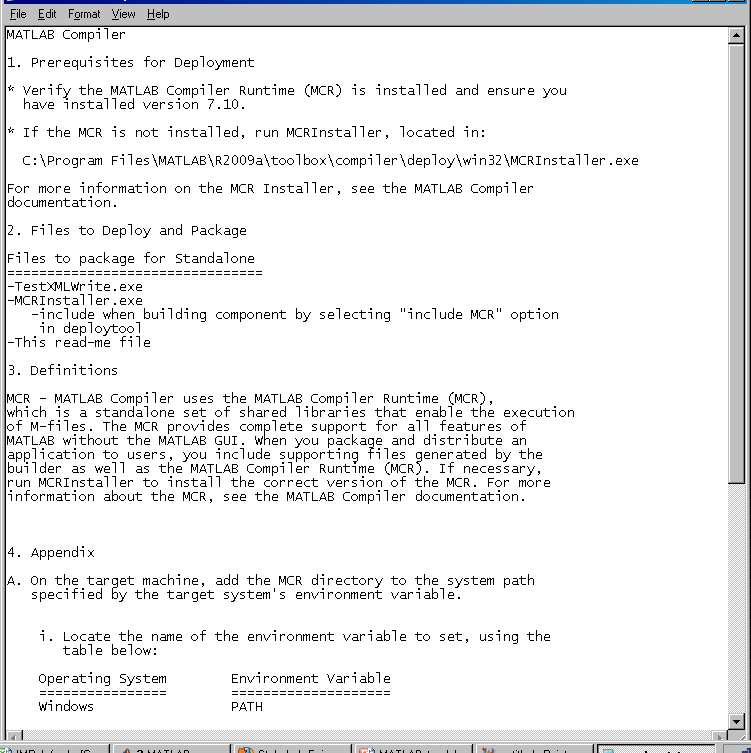 File Edit Format View Help
MATLAB Compiler
1. Prerequisites for Deployment
* Verify the MATLAB Compiler Runtime (MCR) is installed and ensure you
have installed version 7.10.
* If the MCR is not installed, run MCRInstaller, located in:
C:\Program Files\MATLAB\R2009a\toolbox\compiler\deploy\win32\MCRInstaller.exe
For more information on the MCR Installer, see the MATLAB Compiler
documentation.
2. Files to Deploy and Package
Files to package for Standalone
================================
-TestXMLWrite.exe
-MCRInstaller.exe
-include when building component by selecting "include MCR" option
in deploytool
-This read-me file
3. Definitions
MCR - MATLAB Compiler uses the MATLAB Compiler Runtime (MCR),
which is a standalone set of shared libraries that enable the execution
of M-files. The MCR provides complete support for all features of
MATLAB without the MATLAB GUI. When you package and distribute an
application to users, you include supporting files generated by the
builder as well as the MATLAB Compiler Runtime (MCR). If necessary,
run MCRInstaller to install the correct version of the MCR. For more
information about the MCR, see the MATLAB Compiler documentation.
4. Appendix
A. On the target machine, add the MCR directory to the system path
specified by the target system's environment variable.
i. Locate the name of the environment variable to set, using the
table below:
Operating System Environment Variable
================ ====================
Windows PATH